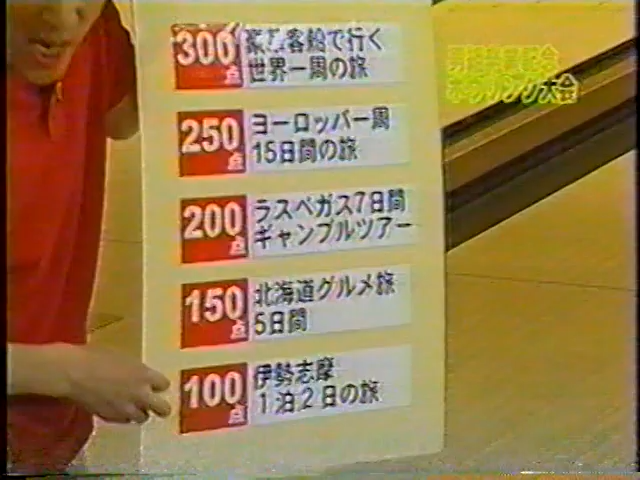 300点
豪華客船で行く
世界一周の旅
250点
ヨーロッパ一周
15日間の旅
200点
ラスベガス7日間
ギャンブルツアー
150点
北海道グルメ旅
5日間
100点
伊勢志摩
1泊2日の旅
記念
ボウリング大会